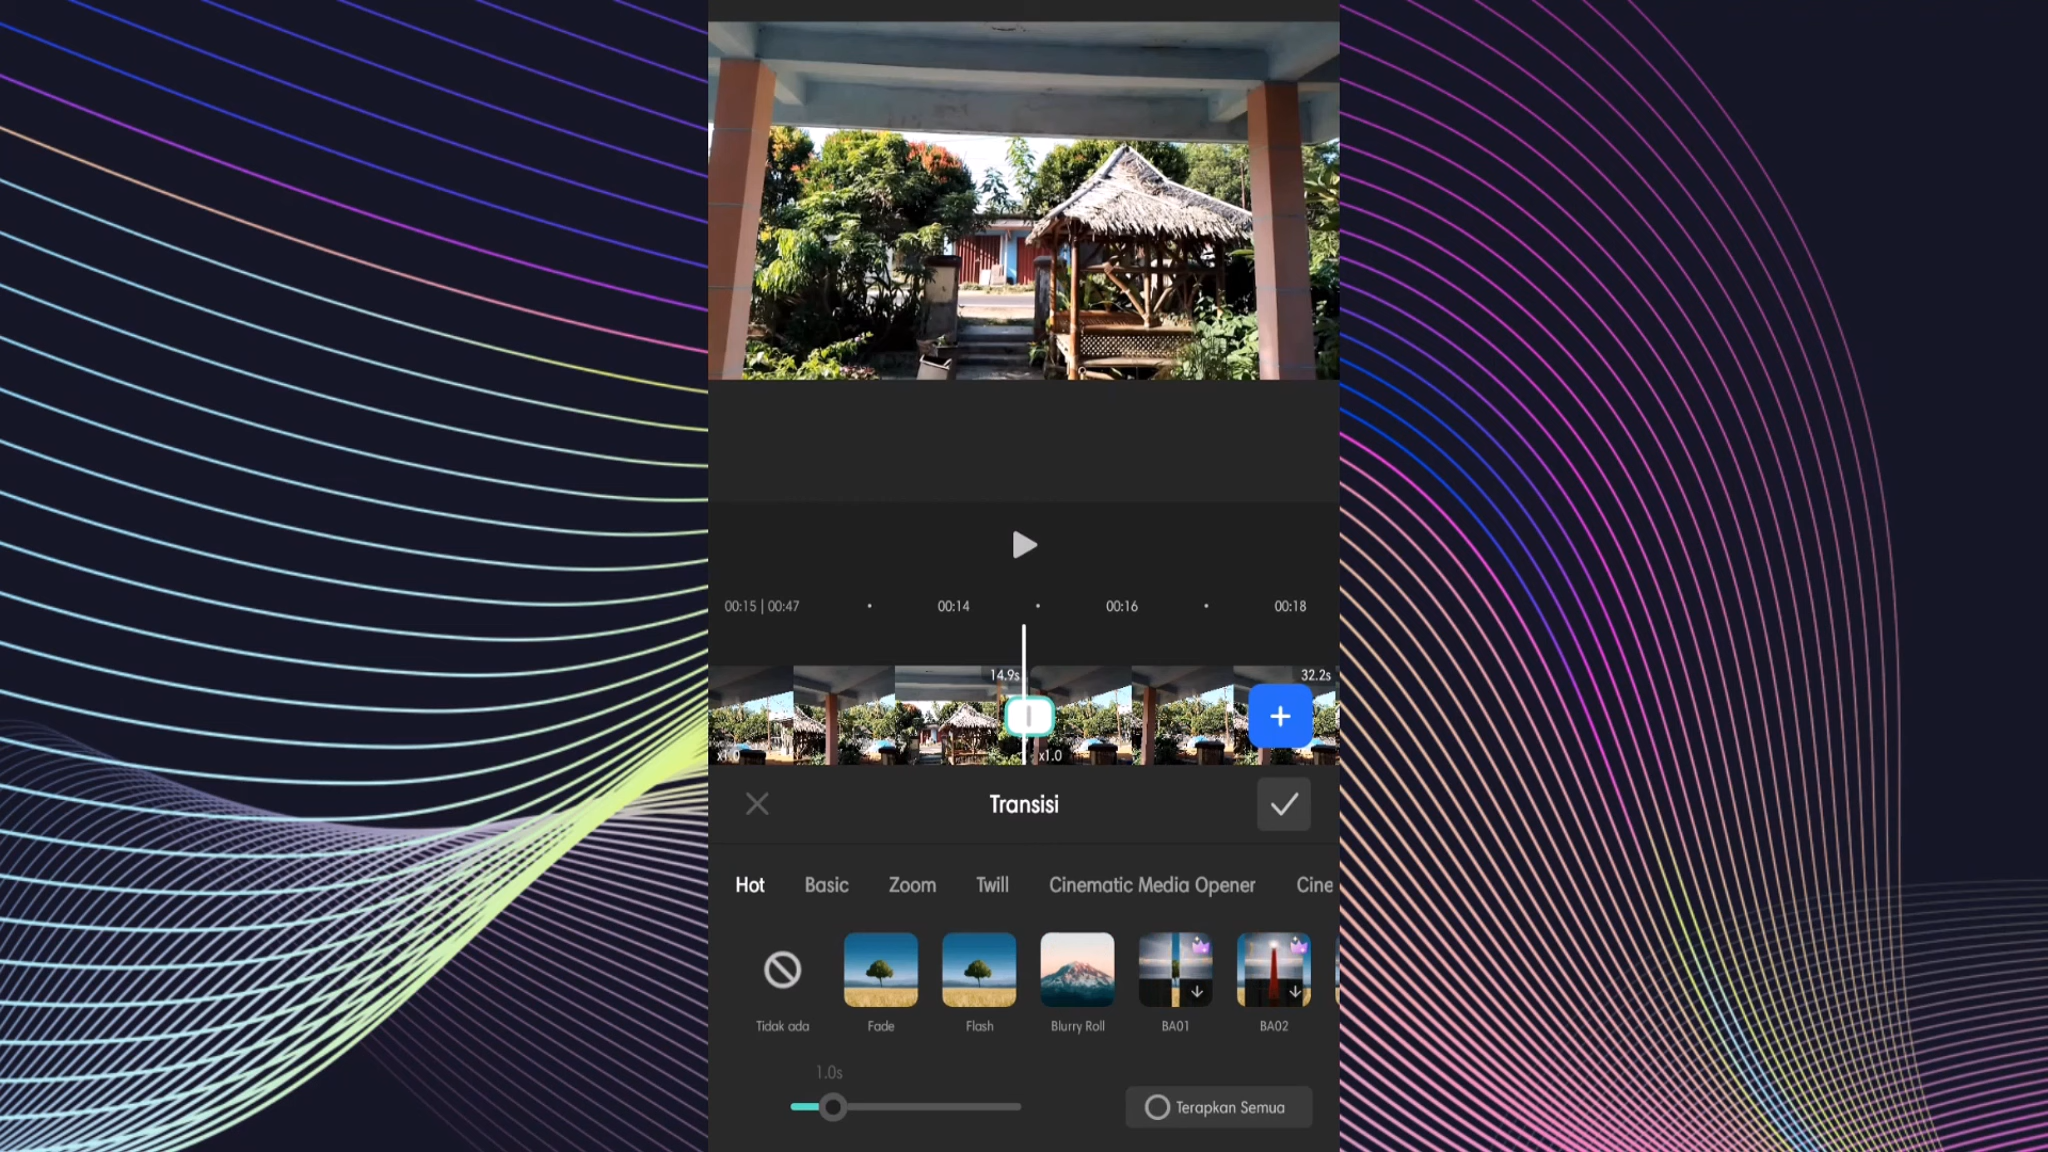 00:15 | 00:47
00:14
00:16
00:18
14.9s
32.2s
x1.0
x1.0
Transisi
Hot
Basic
Zoom
Twill
Cinematic Media Opener
Cine
Tidak ada
Fade
Flash
Blurry Roll
BA01
BA02
1.0s
Terapkan Semua